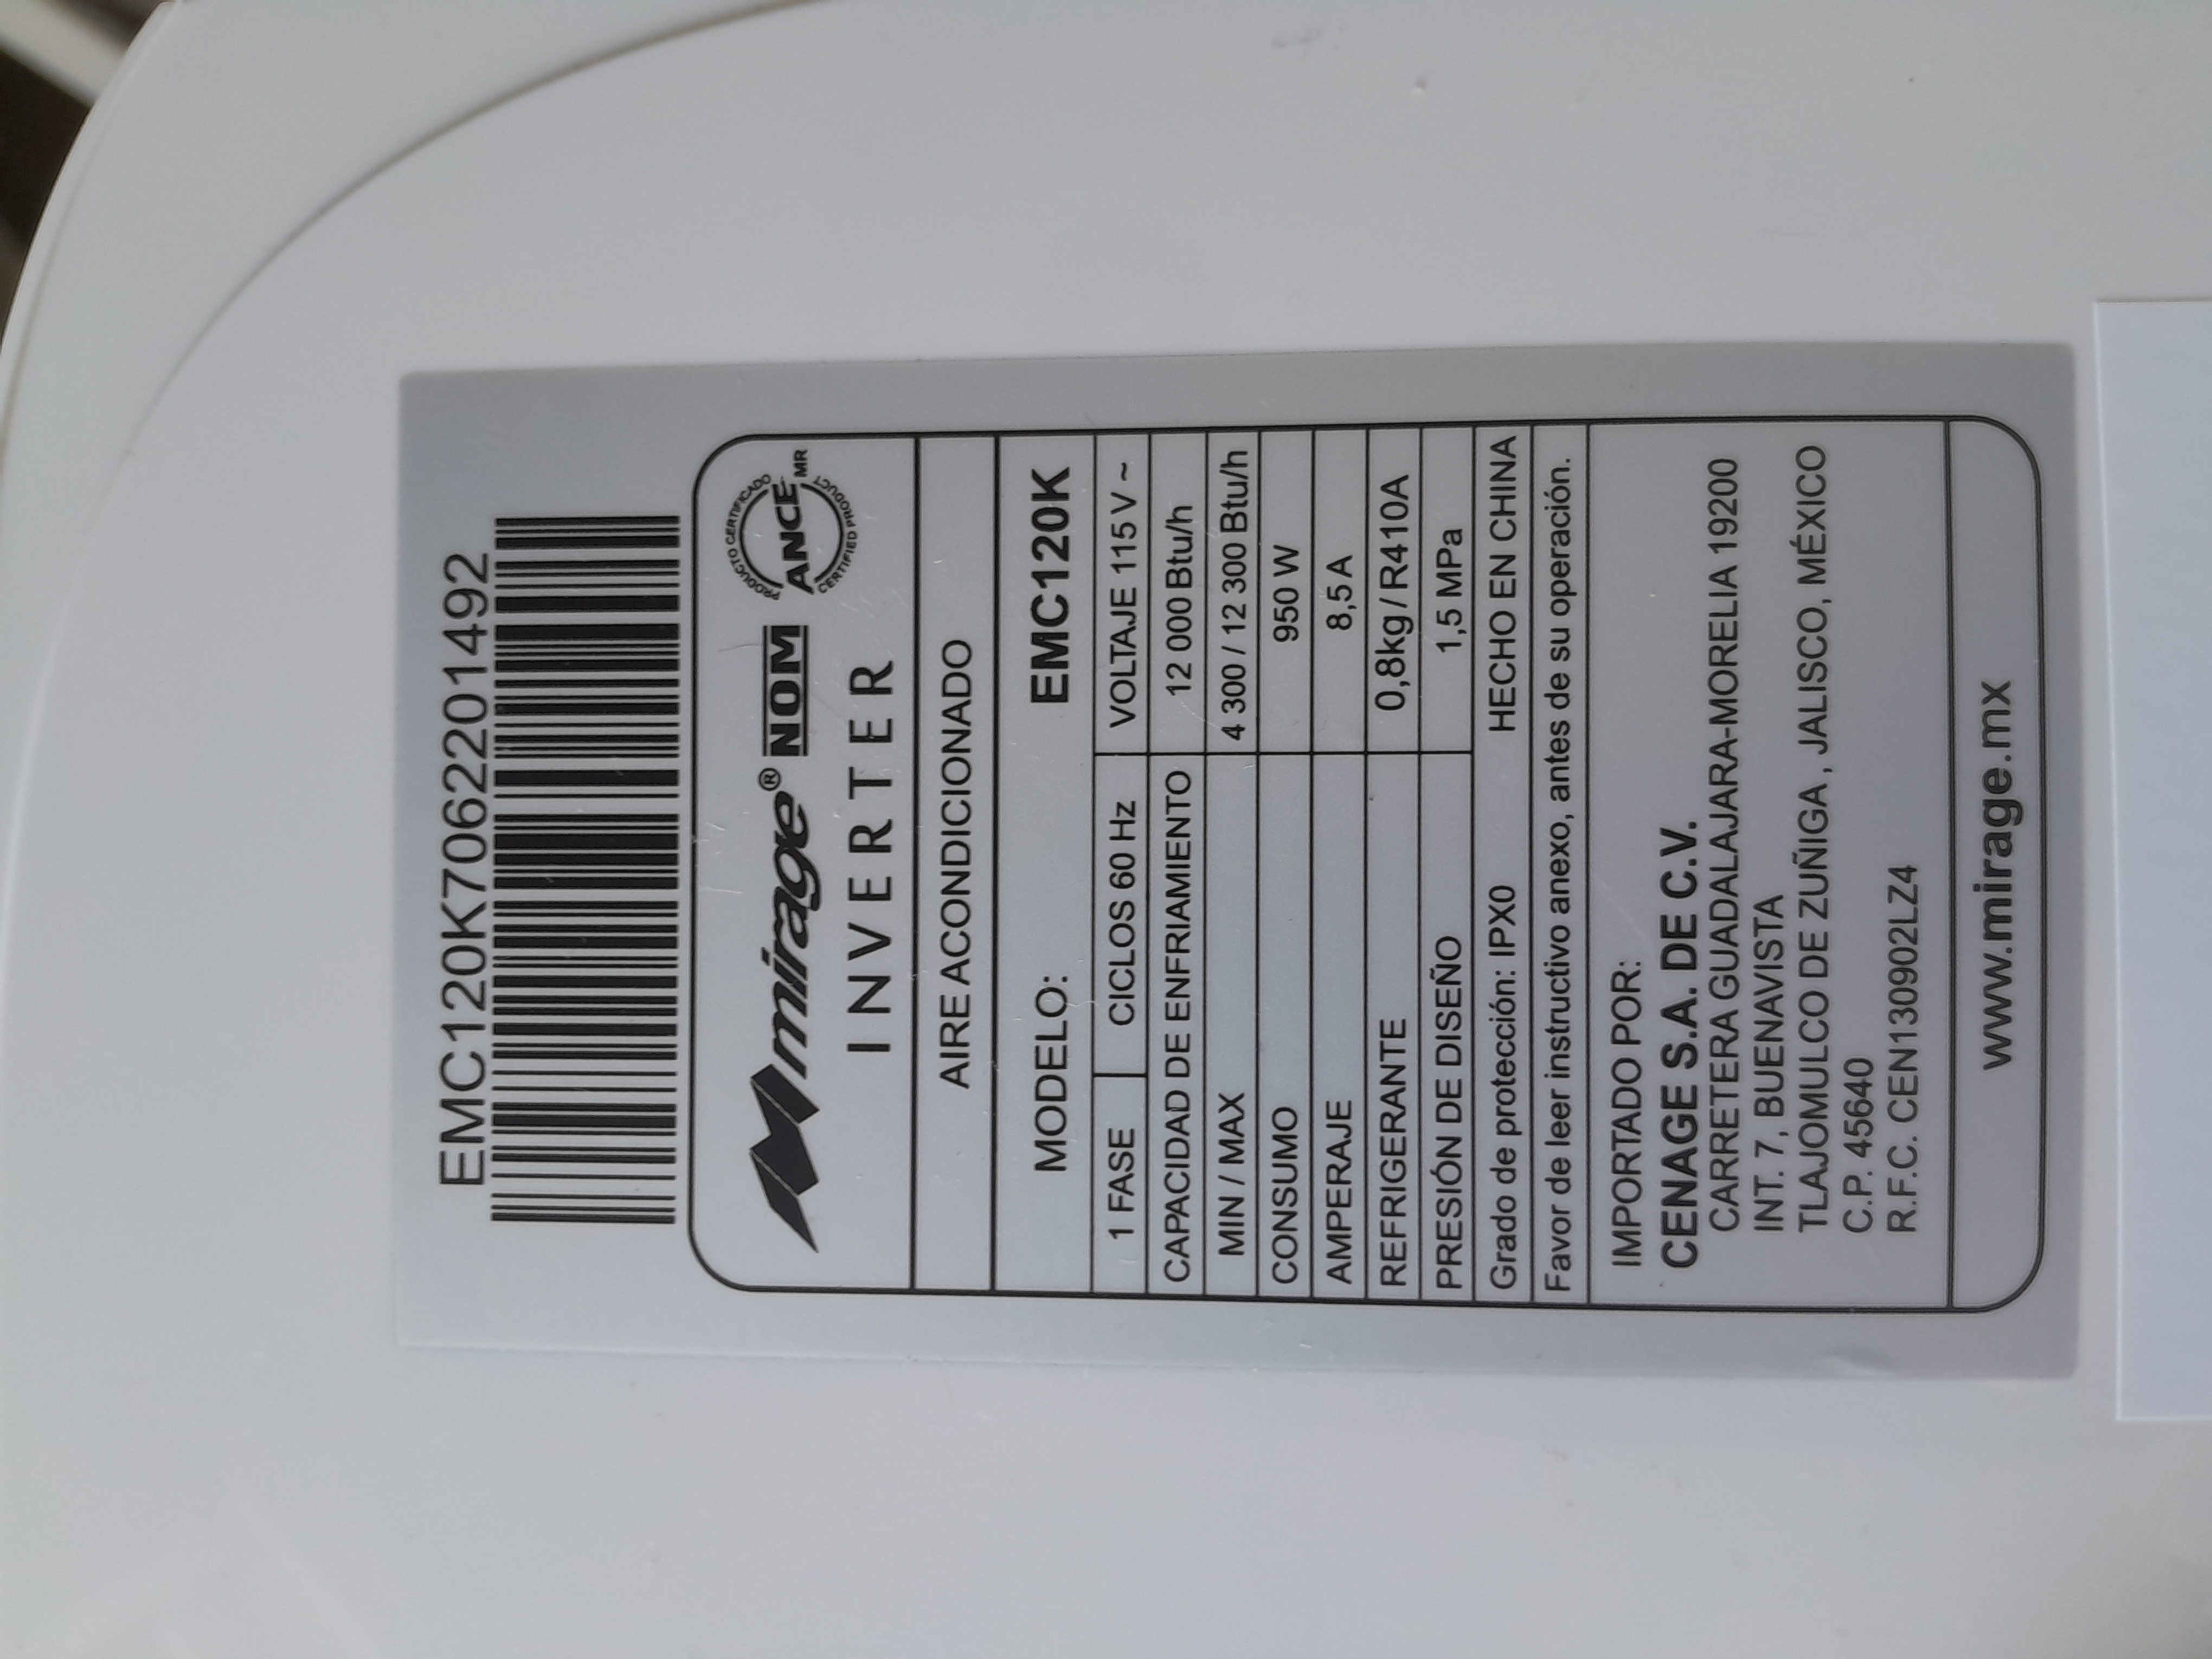 EMC120K7062201492
mirage® NOM ANCE MR
PRODUCTO CERTIFICADO
CERTIFIED PRODUCT
INVERTER
AIRE ACONDICIONADO
MODELO: EMC120K
1 FASE CICLOS 60 Hz VOLTAJE 115 V ~
CAPACIDAD DE ENFRIAMIENTO 12 000 Btu/h
MIN / MAX 4 300 / 12 300 Btu/h
CONSUMO 950 W
AMPERAJE 8,5 A
REFRIGERANTE 0,8kg / R410A
PRESIÓN DE DISEÑO 1,5 MPa
Grado de protección: IPX0 HECHO EN CHINA
Favor de leer instructivo anexo, antes de su operación.
IMPORTADO POR:
CENAGE S.A. DE C.V.
CARRETERA GUADALAJARA-MORELIA 19200
INT. 7, BUENAVISTA
TLAJOMULCO DE ZUÑIGA , JALISCO, MÉXICO
C.P. 45640
R.F.C. CEN130902LZ4
www.mirage.mx